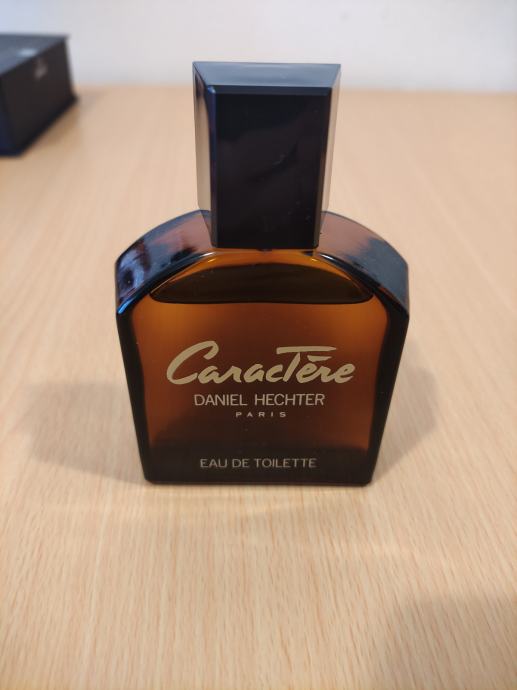 Caractère
DANIEL HECHTER
PARIS
EAU DE TOILETTE